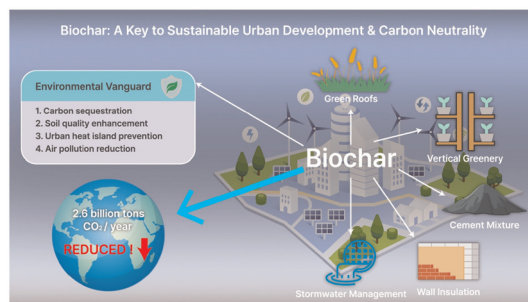 Biochar: A Key to Sustainable Urban Development & Carbon Neutrality
Environmental Vanguard
1. Carbon sequestration
2. Soil quality enhancement
3. Urban heat island prevention
4. Air pollution reduction
Green Roofs
Biochar
Vertical Greenery
2.6 billion tons
CO₂ / year
REDUCED !
Cement Mixture
Stormwater Management
Wall Insulation